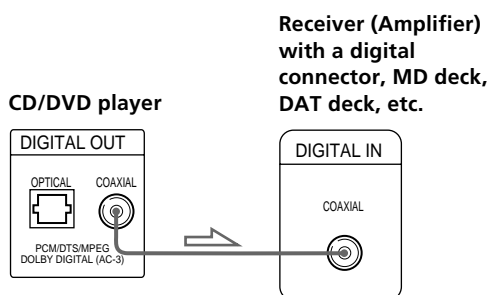 Receiver (Amplifier)
with a digital
connector, MD deck,
DAT deck, etc.
CD/DVD player
DIGITAL OUT
OPTICAL
COAXIAL
PCM/DTS/MPEG
DOLBY DIGITAL (AC-3)
DIGITAL IN
COAXIAL